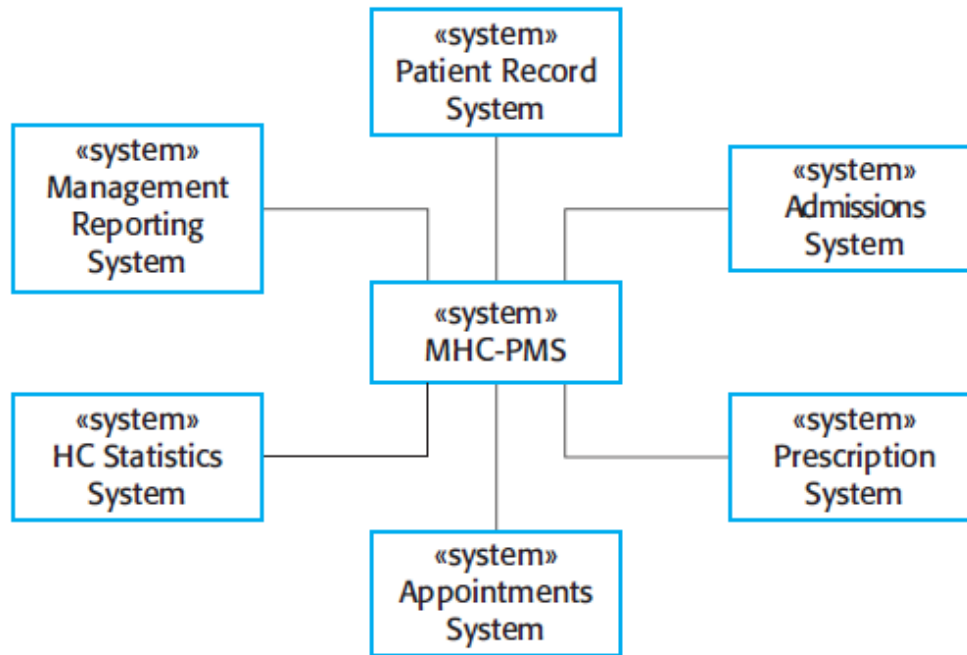 «system»
Patient Record
System
«system»
Management
Reporting
System
«system»
Admissions
System
«system»
MHC-PMS
«system»
HC Statistics
System
«system»
Prescription
System
«system»
Appointments
System